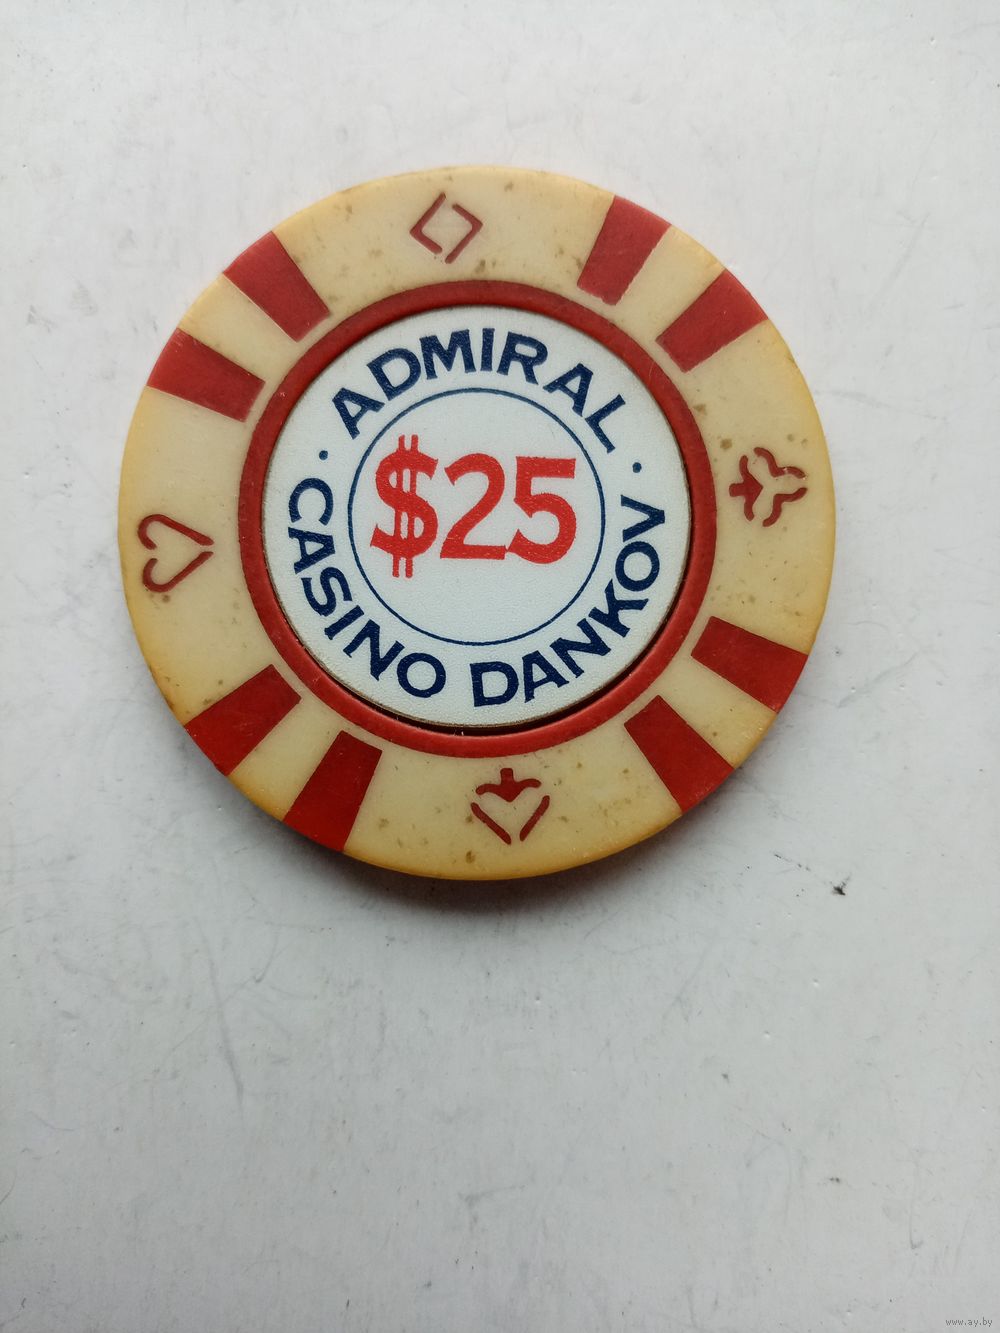 · ADMIRAL ·
$25
CASINO DANKOV
www.ay.by